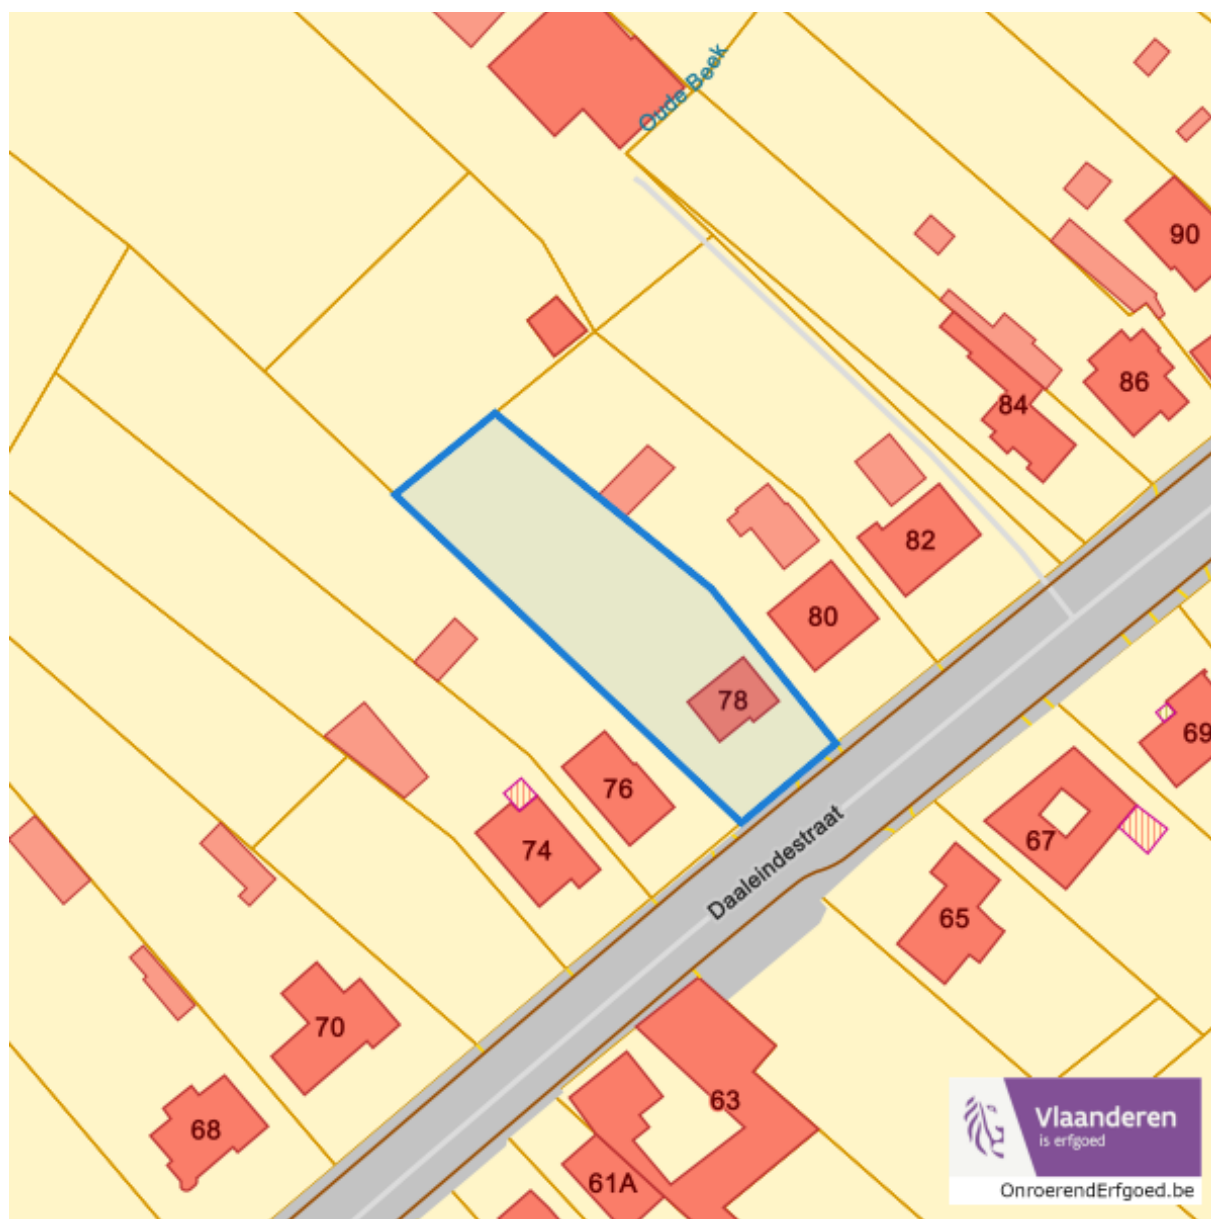 Oude Beek
90
86
84
82
80
78
76
74
69
67
65
70
68
63
61A
Daaleindestraat
Vlaanderen
is erfgoed
OnroerendErfgoed.be